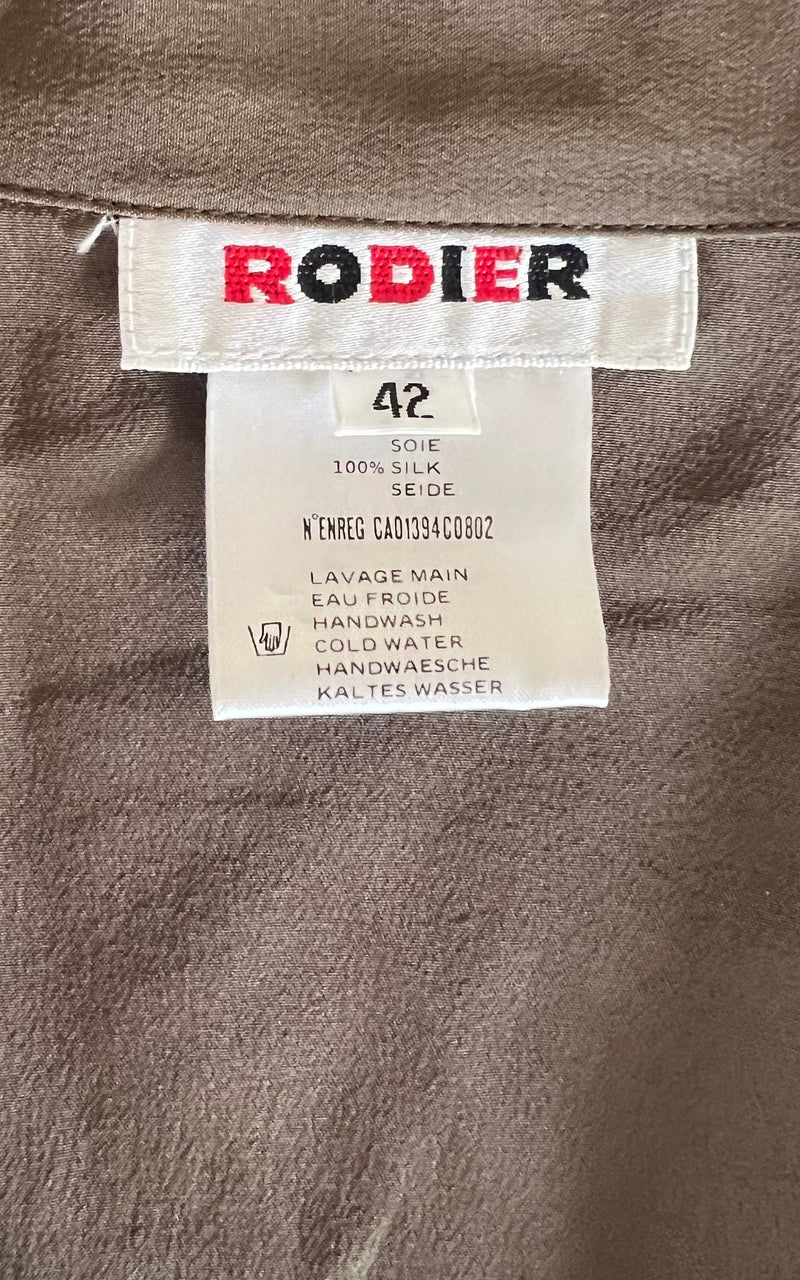 RODIER
42
SOIE
100% SILK
SEIDE
N°ENREG CA01394C0802
LAVAGE MAIN
EAU FROIDE
HANDWASH
COLD WATER
HANDWAESCHE
KALTES WASSER